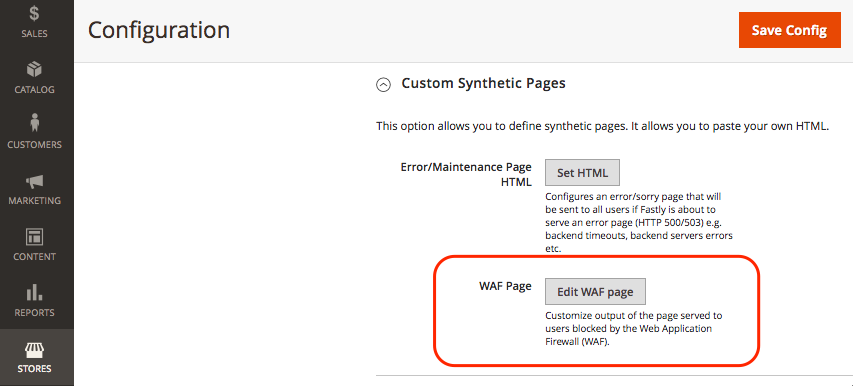 $
SALES
CATALOG
CUSTOMERS
MARKETING
CONTENT
REPORTS
STORES
Configuration
Save Config
Custom Synthetic Pages
This option allows you to define synthetic pages. It allows you to paste your own HTML.
Error/Maintenance Page
HTML
Set HTML
Configures an error/sorry page that will
be sent to all users if Fastly is about to
serve an error page (HTTP 500/503) e.g.
backend timeouts, backend servers errors
etc.
WAF Page
Edit WAF page
Customize output of the page served to
users blocked by the Web Application
Firewall (WAF).